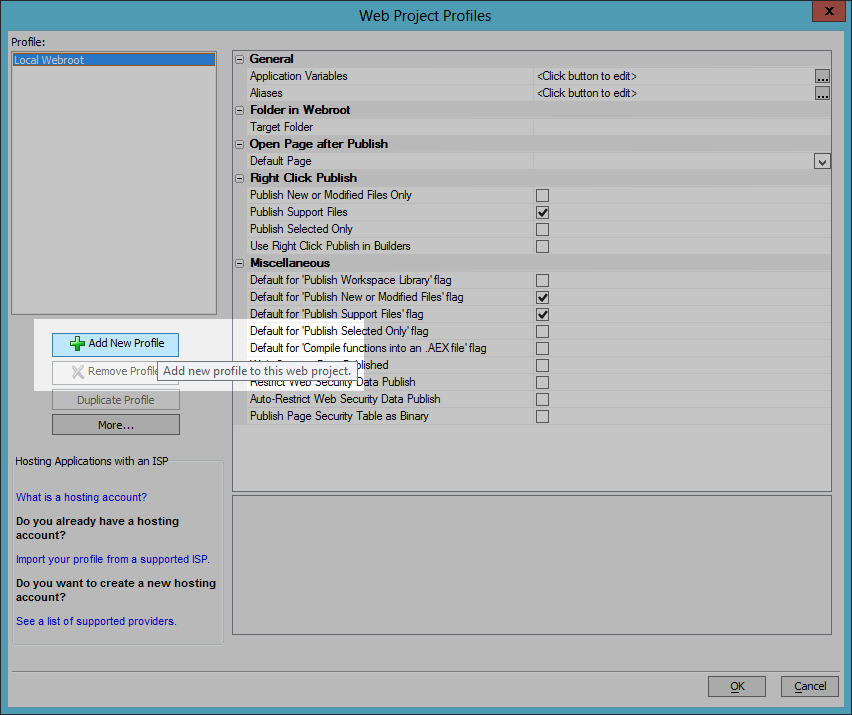 Web Project Profiles
x
Profile:
Local Webroot
General
Application Variables <Click button to edit> ...
Aliases <Click button to edit> ...
Folder in Webroot
Target Folder
Open Page after Publish
Default Page
Right Click Publish
Publish New or Modified Files Only
Publish Support Files
Publish Selected Only
Use Right Click Publish in Builders
Miscellaneous
Default for 'Publish Workspace Library' flag
Default for 'Publish New or Modified Files' flag
Default for 'Publish Support Files' flag
Default for 'Publish Selected Only' flag
Default for 'Compile functions into an .AEX file' flag
Published
Restrict Web Security Data Publish
Auto-Restrict Web Security Data Publish
Publish Page Security Table as Binary
Add New Profile
Remove Profile
Add new profile to this web project.
Duplicate Profile
More...
Hosting Applications with an ISP
What is a hosting account?
Do you already have a hosting
account?
Import your profile from a supported ISP.
Do you want to create a new hosting
account?
See a list of supported providers.
OK
Cancel